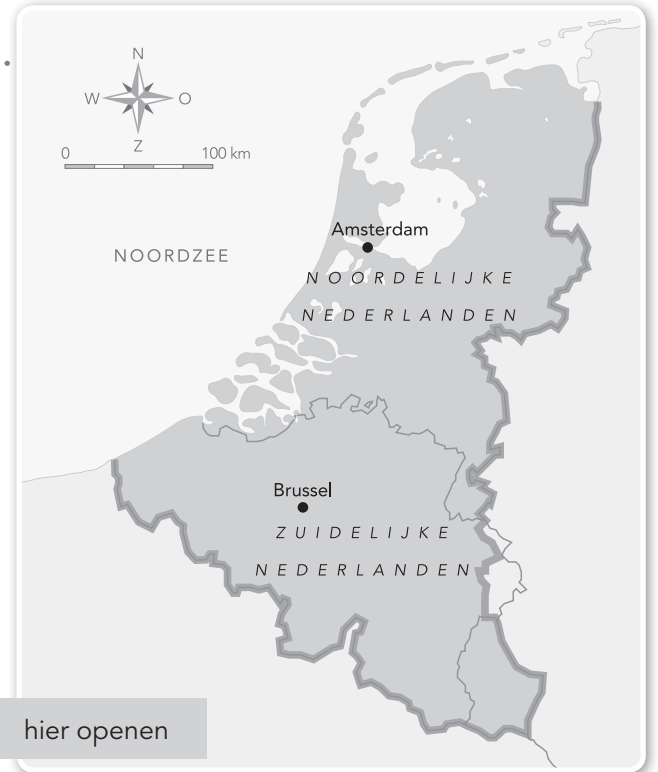 N
W O
Z
0 100 km
NOORDZEE
Amsterdam
NOORDELIJKE
NEDERLANDEN
Brussel
ZUIDELIJKE
NEDERLANDEN
hier openen